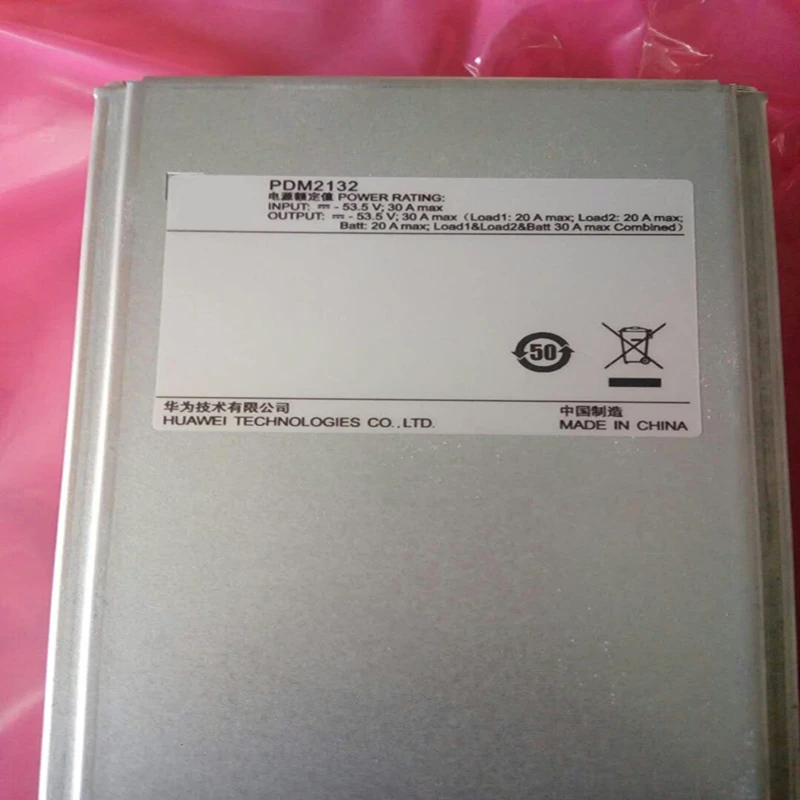 PDM2132
电源额定值 POWER RATING:
INPUT: ⎓ - 53.5 V; 30 A max
OUTPUT: ⎓ - 53.5 V; 30 A max（Load1: 20 A max; Load2: 20 A max;
Batt: 20 A max; Load1&Load2&Batt 30 A max Combined）
50
华为技术有限公司
HUAWEI TECHNOLOGIES CO.,LTD.
中国制造
MADE IN CHINA